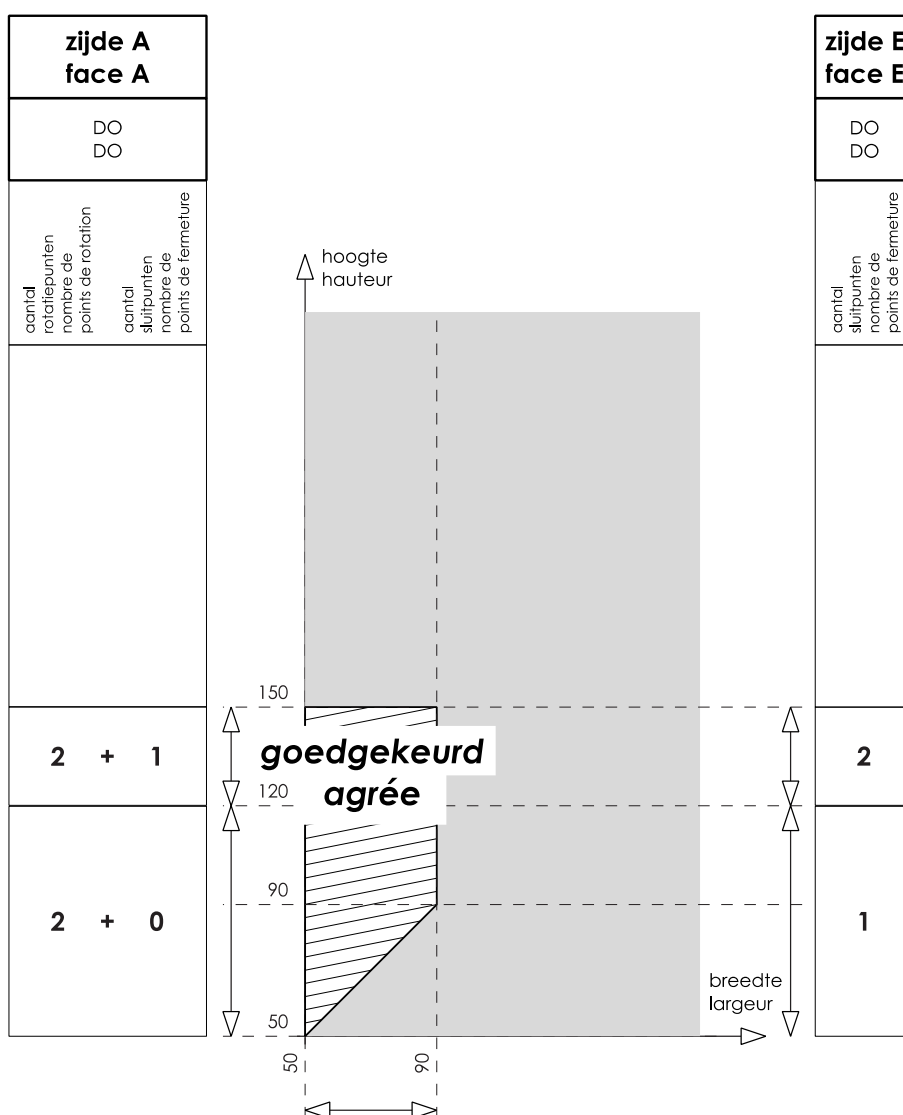 zijde A
face A
DO
DO
aantal
rotatiepunten
nombre de
points de rotation
aantal
sluitpunten
nombre de
points de fermeture
2 + 1
2 + 0
hoogte
hauteur
150
goedgekeurd
agrée
120
90
50
50
90
breedte
largeur
zijde
face
DO
DO
aantal
sluitpunten
nombre de
points de fermeture
2
1